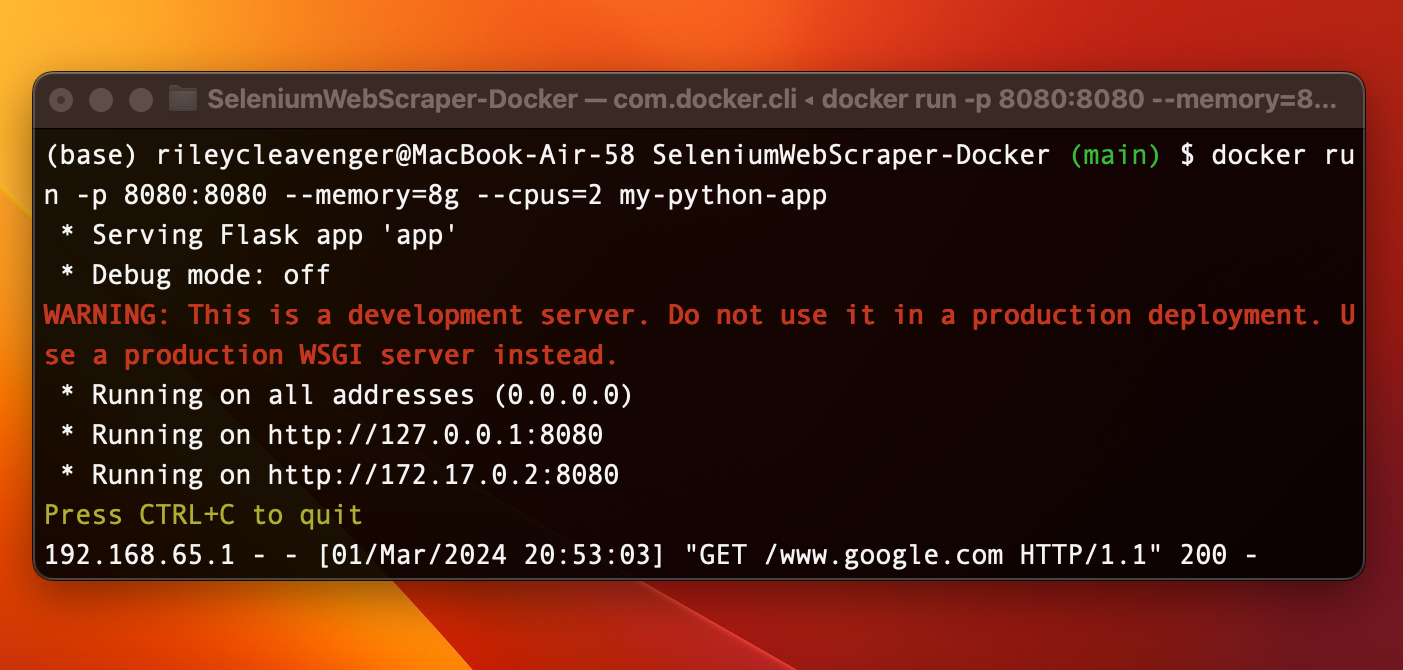 SeleniumWebScraper-Docker — com.docker.cli ◂ docker run -p 8080:8080 --memory=8...
(base) rileycleavenger@MacBook-Air-58 SeleniumWebScraper-Docker (main) $ docker ru
n -p 8080:8080 --memory=8g --cpus=2 my-python-app
 * Serving Flask app 'app'
 * Debug mode: off
WARNING: This is a development server. Do not use it in a production deployment. U
se a production WSGI server instead.
 * Running on all addresses (0.0.0.0)
 * Running on http://127.0.0.1:8080
 * Running on http://172.17.0.2:8080
Press CTRL+C to quit
192.168.65.1 - - [01/Mar/2024 20:53:03] "GET /www.google.com HTTP/1.1" 200 -